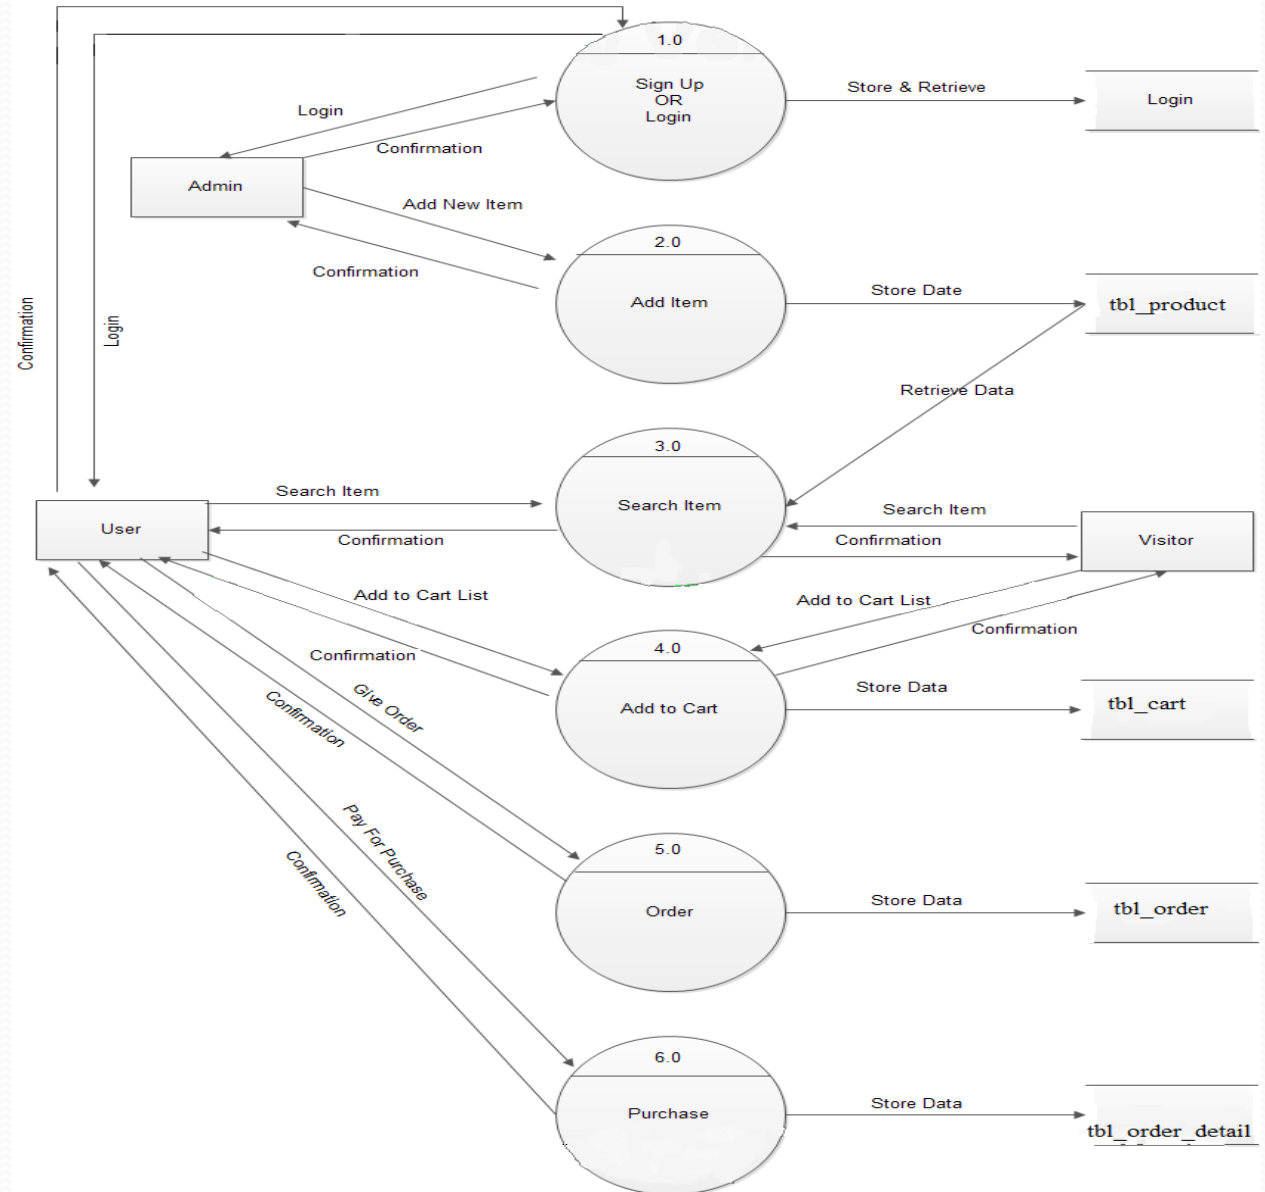 1.0
Sign Up
OR
Login
Store & Retrieve
Login
Login
Confirmation
Admin
Add New Item
Confirmation
2.0
Add Item
Store Date
tbl_product
Confirmation
Login
Retrieve Data
3.0
Search Item
Search Item
Confirmation
User
Search Item
Confirmation
Visitor
Add to Cart List
Confirmation
Add to Cart List
Confirmation
4.0
Add to Cart
Store Data
tbl_cart
Give Order
Confirmation
Pay For Purchase
Confirmation
5.0
Order
Store Data
tbl_order
6.0
Purchase
Store Data
tbl_order_detail